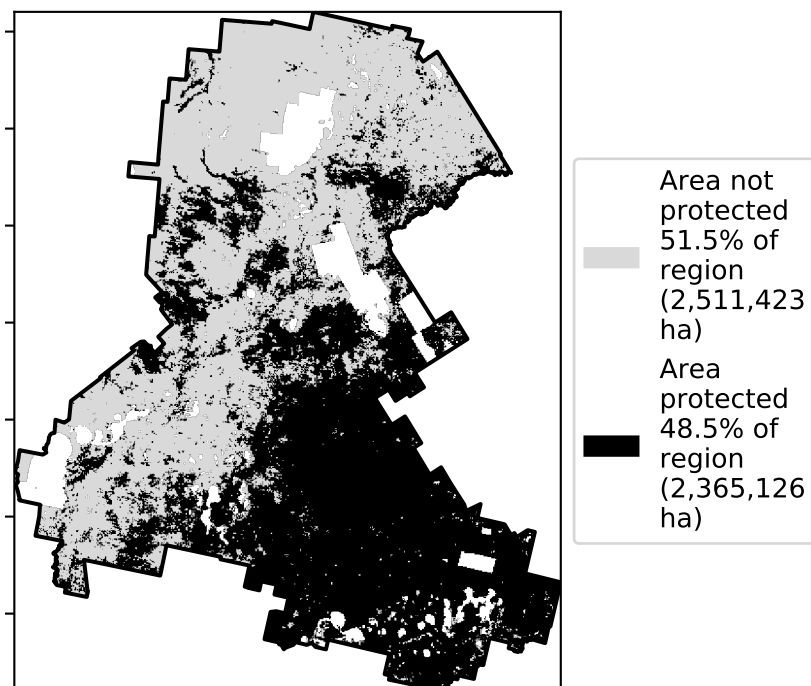 Area not
protected
51.5% of
region
(2,511,423
ha)
Area
protected
48.5% of
region
(2,365,126
ha)